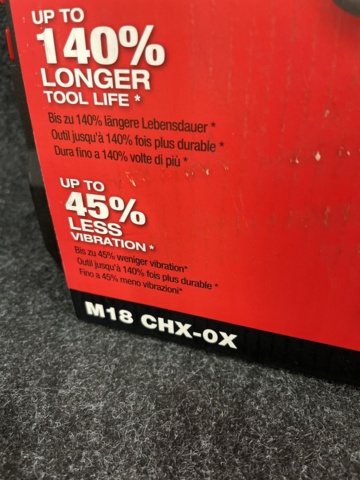 UP TO
140%
LONGER
TOOL LIFE *
Bis zu 140% längere Lebensdauer *
Outil jusqu'à 140% fois plus durable *
Dura fino a 140% volte di più *
UP TO
45%
LESS
VIBRATION *
Bis zu 45% weniger vibration*
Outil jusqu'à 140% fois plus durable *
Fino a 45% meno vibrazioni*
M18 CHX-0X